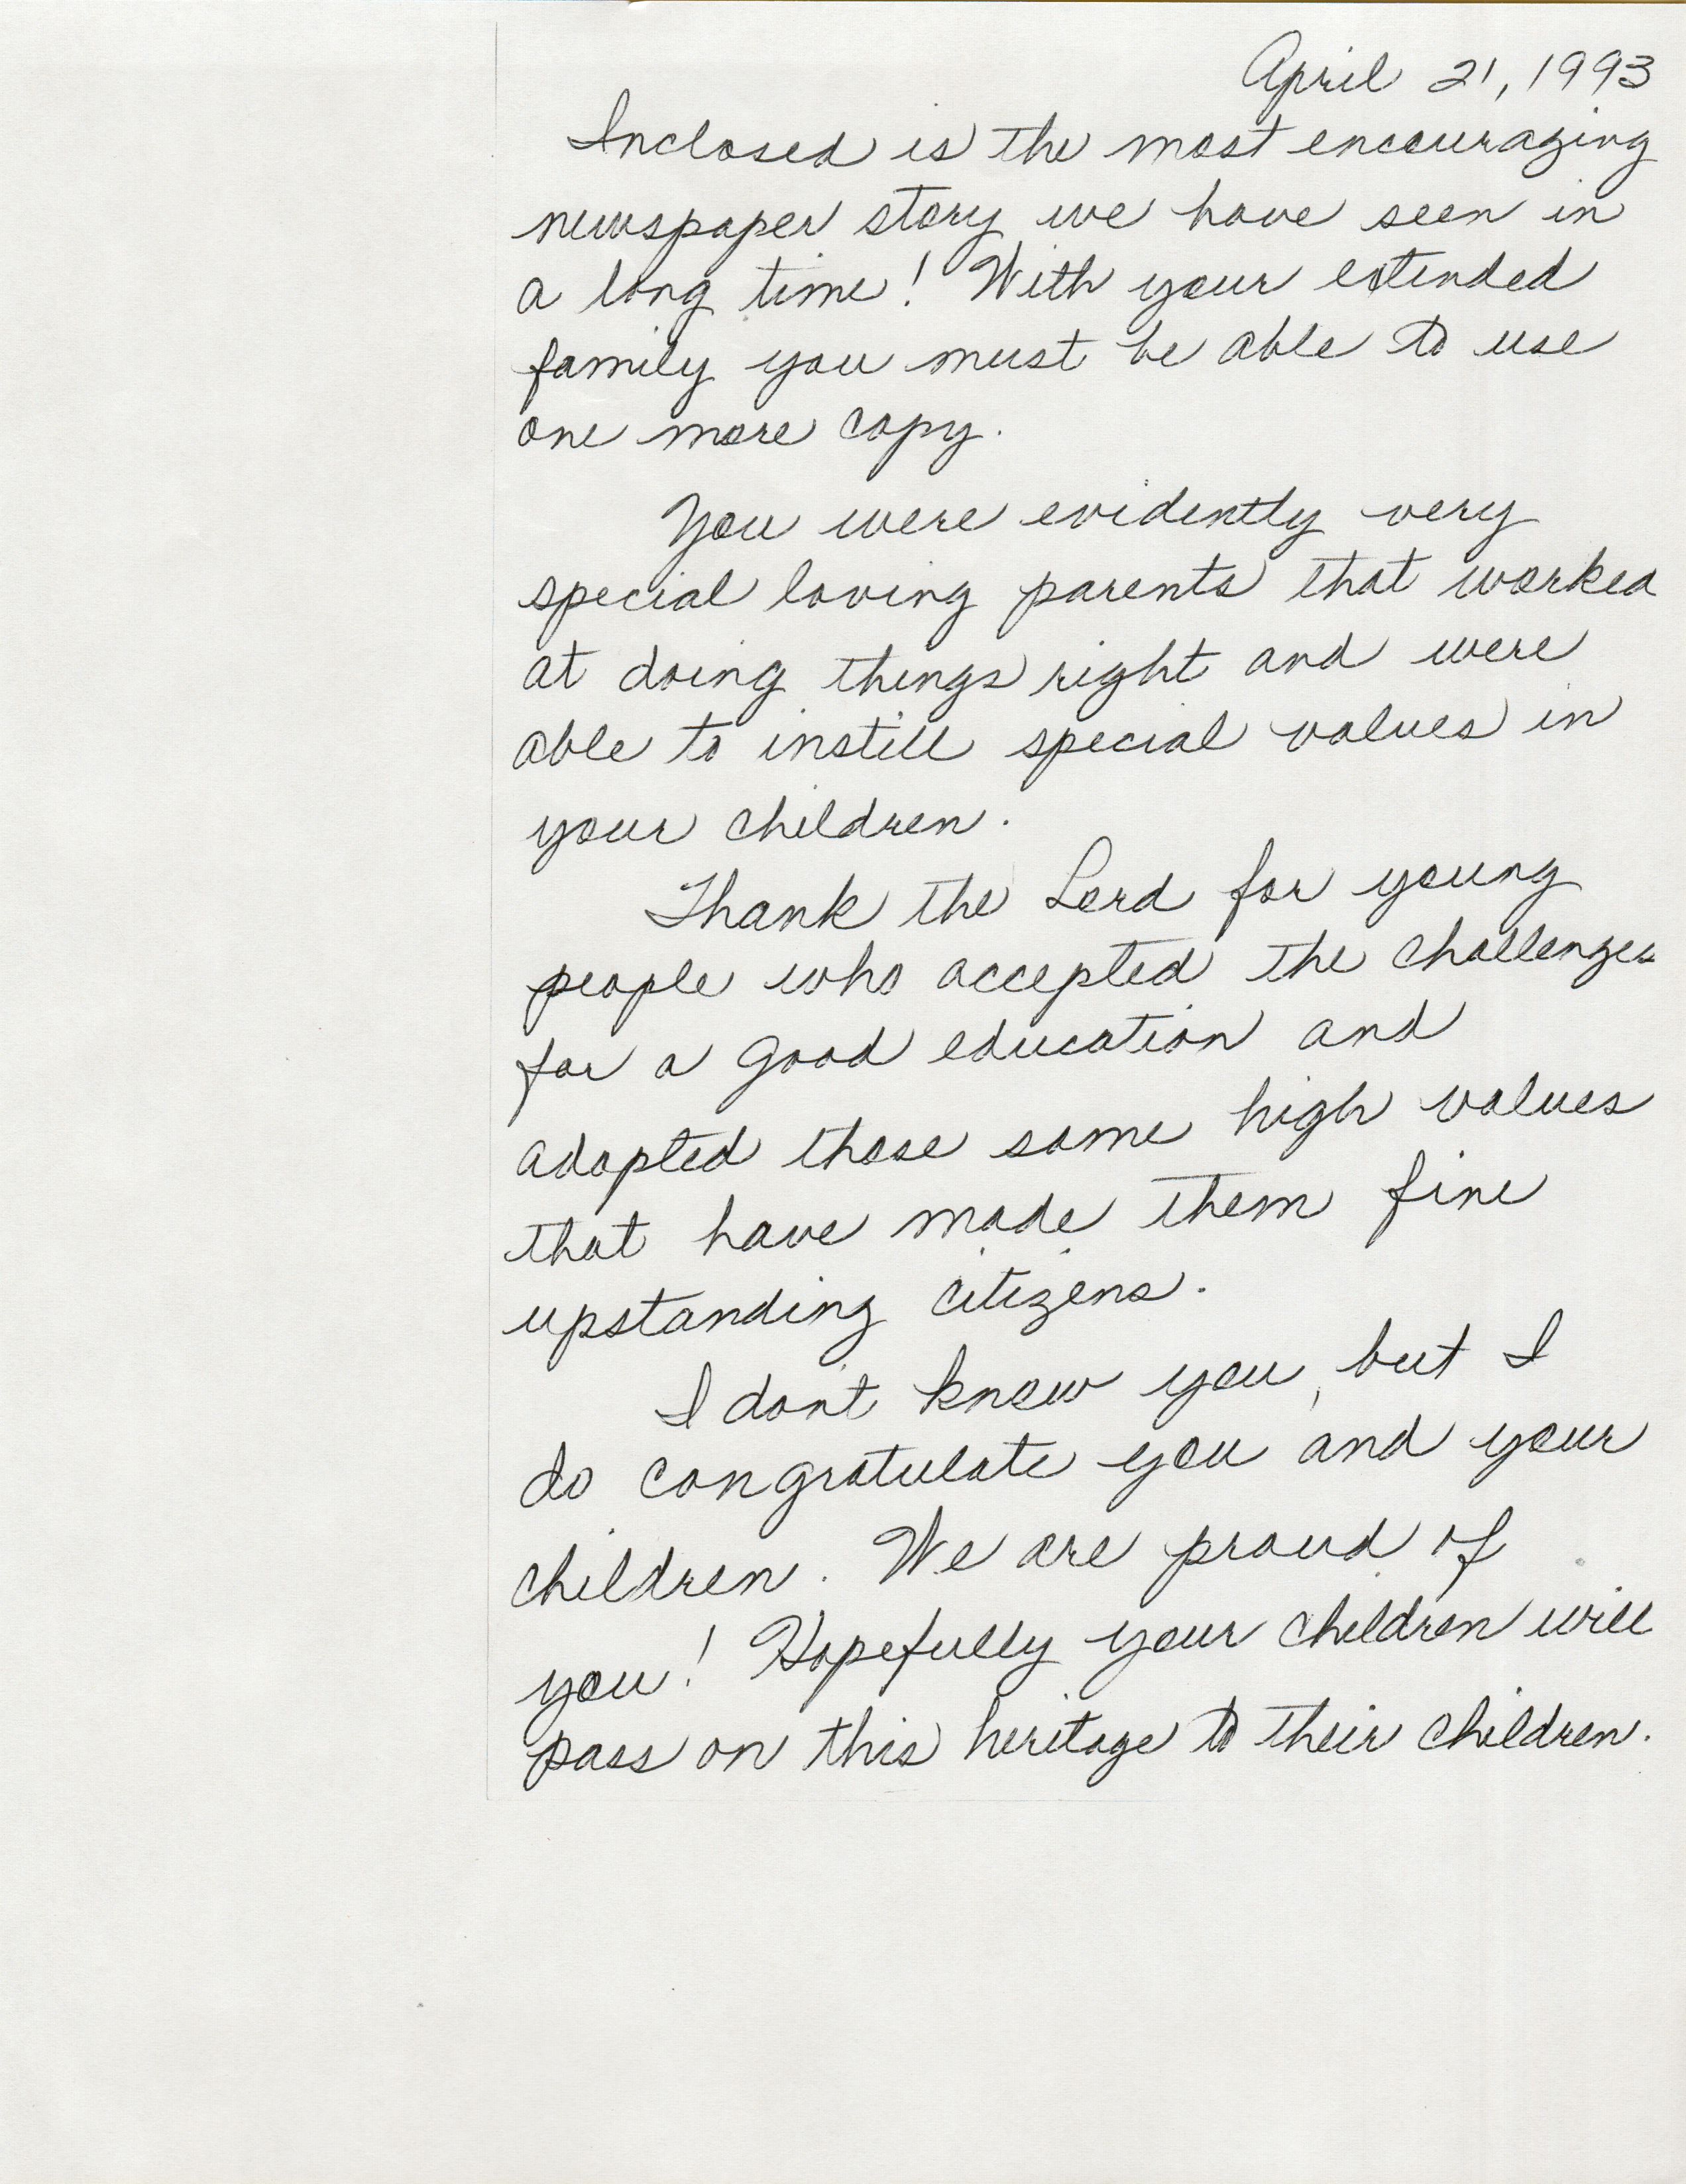 April 21, 1993
Inclosed is the most encouraging
newspaper story we have seen in
a long time! With your extended
family you must be able to use
one more copy.
You were evidently very
special loving parents that worked
at doing things right and were
able to instill special values in
your children.
Thank the Lord for young
people who accepted the challenges
for a good education and
adopted those same high values
that have made them fine
upstanding citizens.
I don't know you, but I
do congratulate you and your
children. We are proud of
you! Hopefully your children will
pass on this heritage to their children.